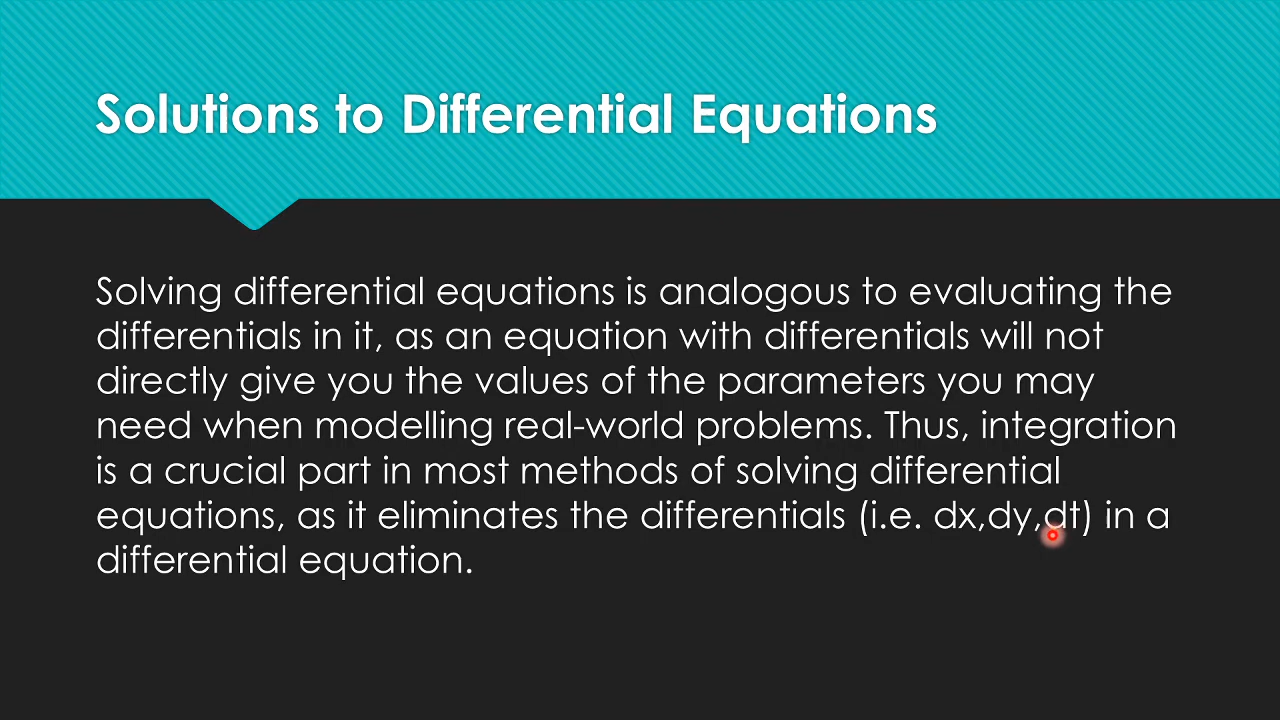 Solutions to Differential Equations
Solving differential equations is analogous to evaluating the
differentials in it, as an equation with differentials will not
directly give you the values of the parameters you may
need when modelling real-world problems. Thus, integration
is a crucial part in most methods of solving differential
equations, as it eliminates the differentials (i.e. dx,dy,dt) in a
differential equation.